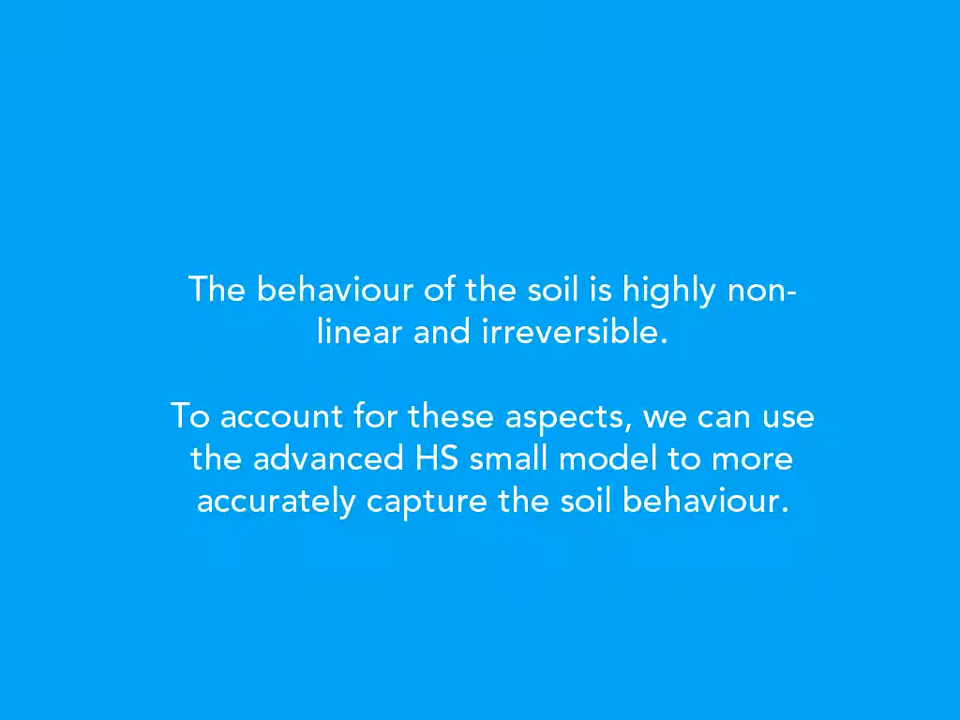 The behaviour of the soil is highly non-
linear and irreversible.
To account for these aspects, we can use
the advanced HS small model to more
accurately capture the soil behaviour.